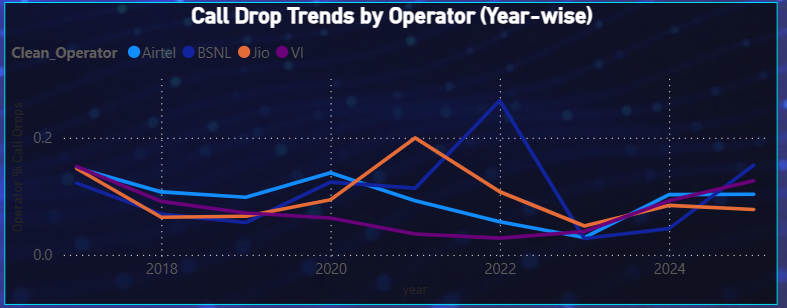 Call Drop Trends by Operator (Year-wise)
Clean_Operator Airtel BSNL Jio VI
Operator % Call Drops
0.2
0.0
2018 2020 2022 2024
year